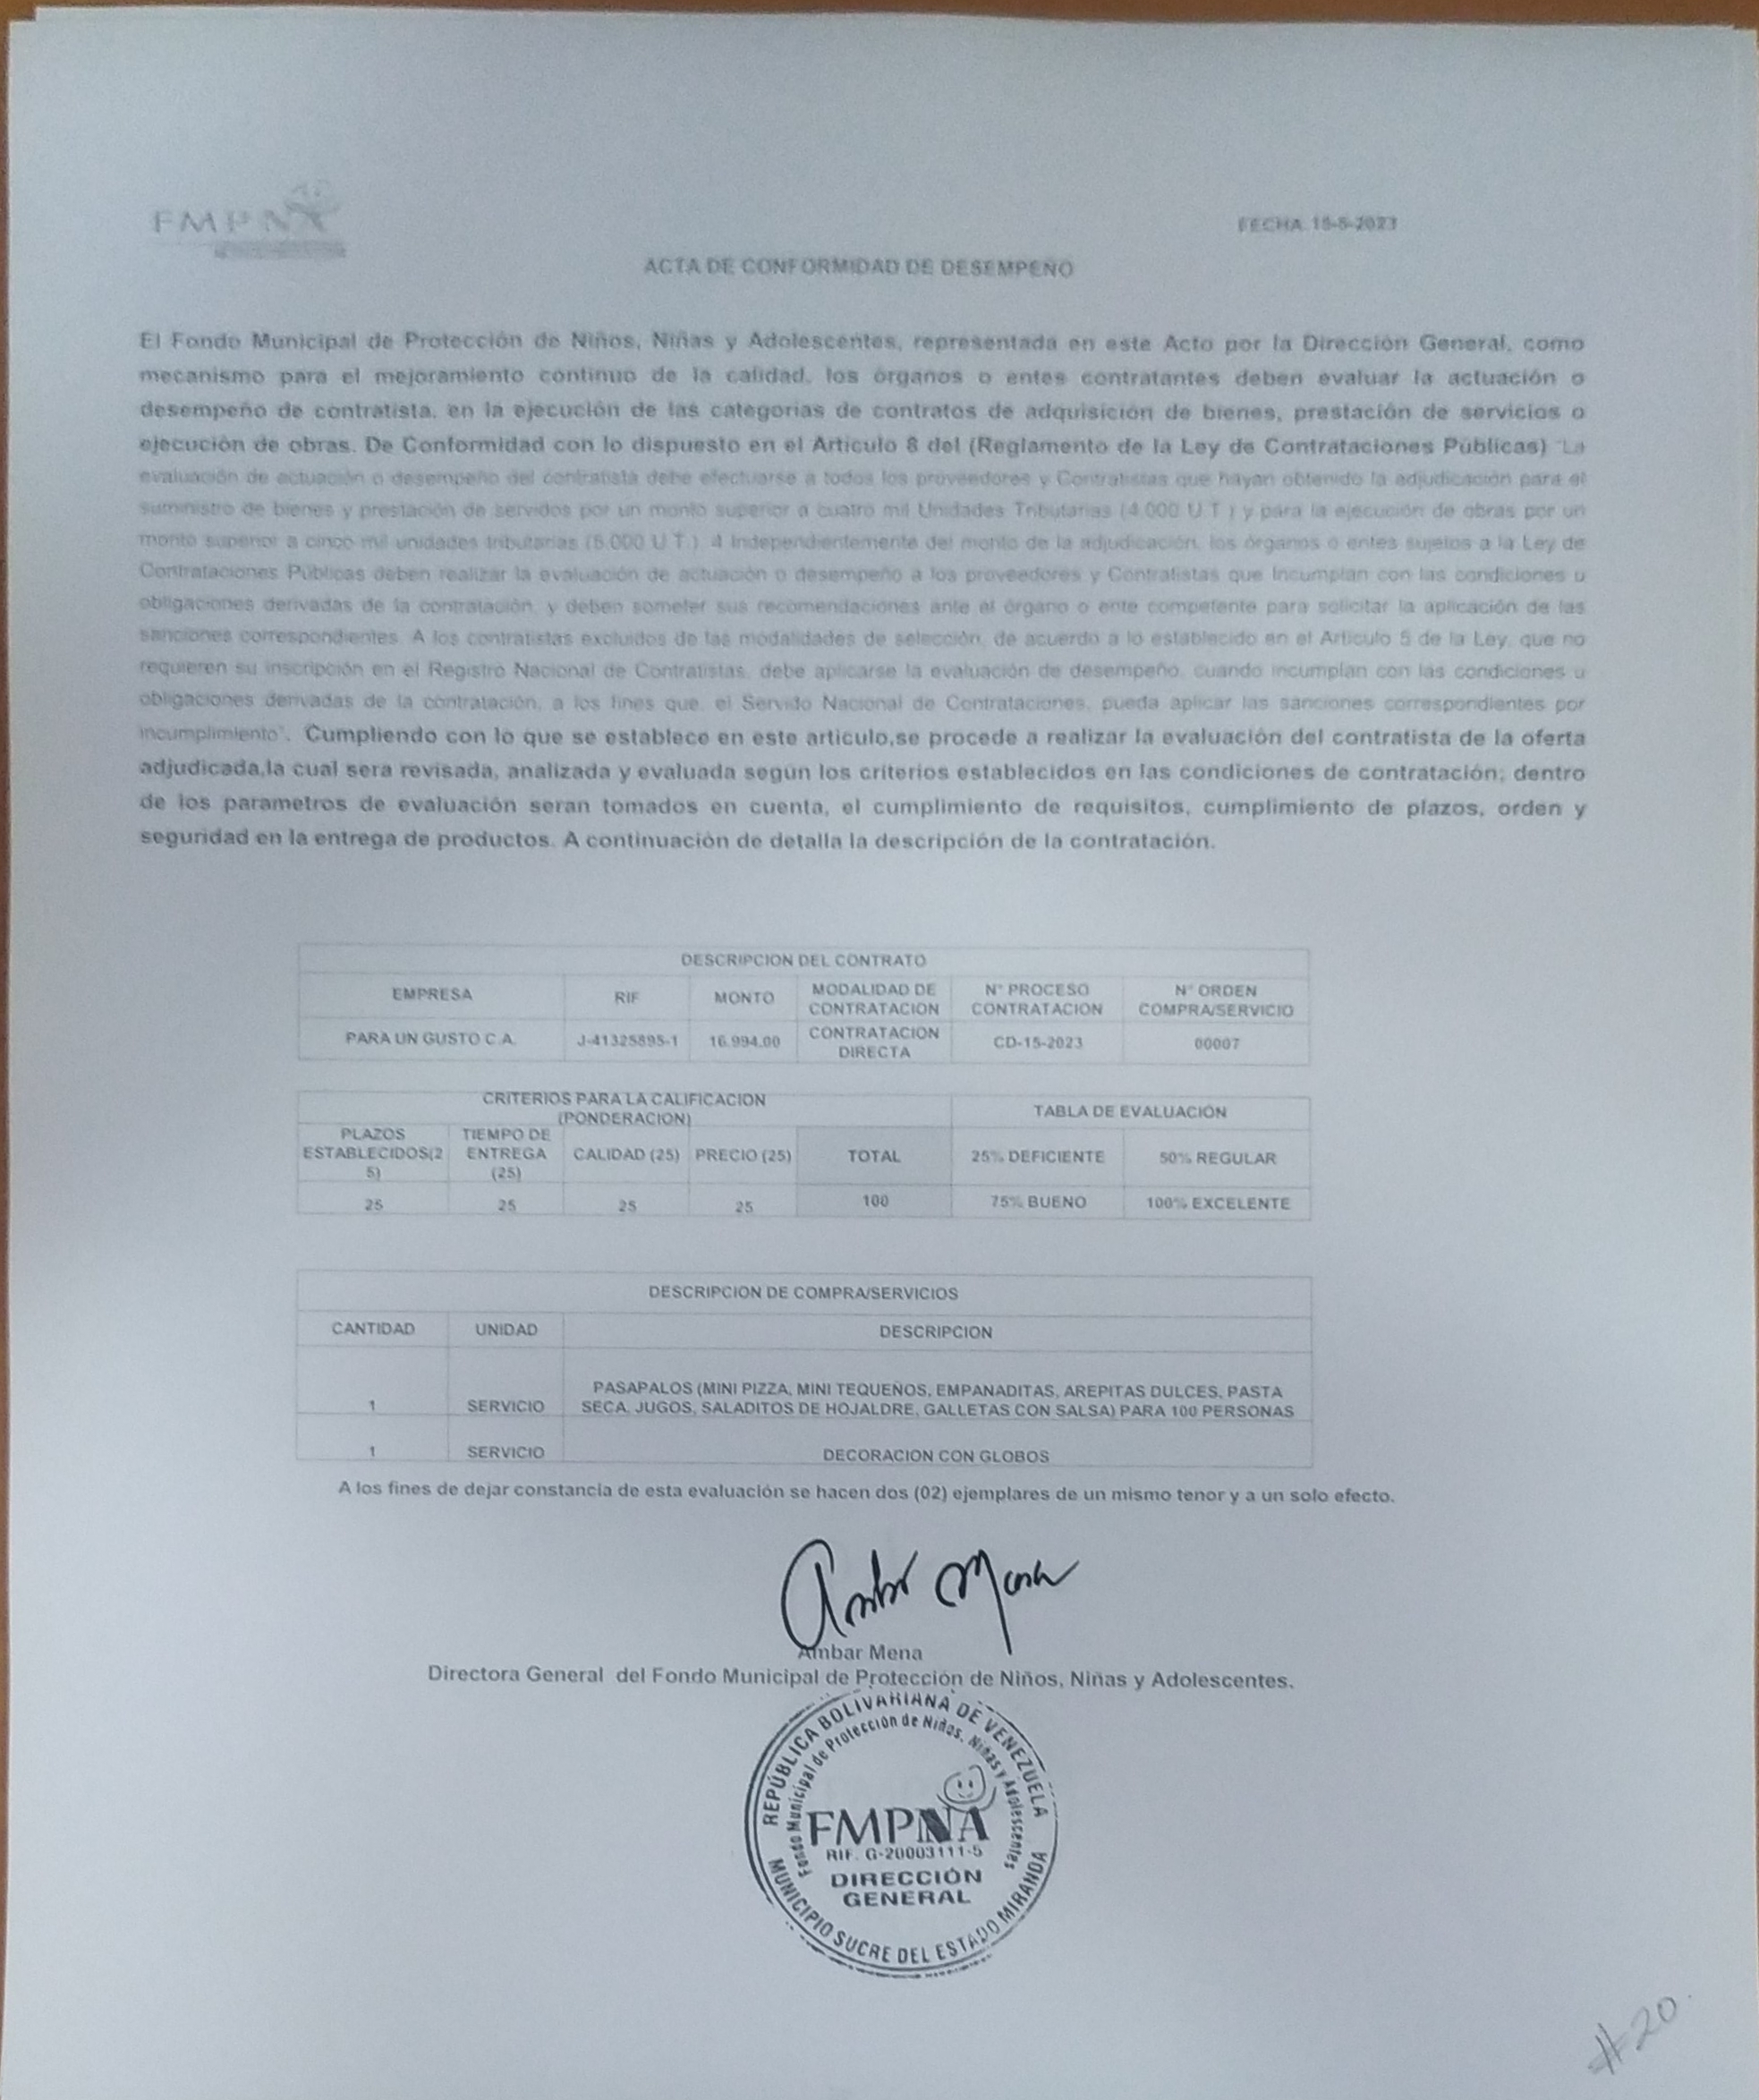 FMPNA
FECHA 15-5-2023
ACTA DE CONFORMIDAD DE DESEMPEÑO
El Fondo Municipal de Protección de Niños, Niñas y Adolescentes, representada en este Acto por la Dirección General, como
mecanismo para el mejoramiento continuo de la calidad, los órganos o entes contratantes deben evaluar la actuación o
desempeño de contratista, en la ejecución de las categorias de contratos de adquisición de bienes, prestación de servicios o
ejecución de obras. De Conformidad con lo dispuesto en el Articulo 8 del (Reglamento de la Ley de Contrataciones Públicas) "La
evaluación de actuación o desempeño del contratista debe efectuarse a todos los proveedores y Contratistas que hayan obtenido la adjudicación para el
suministro de bienes y prestación de servidos por un monto superior a cuatro mil Unidades Tributarias (4.000 U.T.) y para la ejecución de obras por un
monto superior a cinco mil unidades tributarias (5.000 U.T.). 4 Independientemente del monto de la adjudicación, los órganos o entes sujetos a la Ley de
Contrataciones Públicas deben realizar la evaluación de actuación o desempeño a los proveedores y Contratistas que Incumplan con las condiciones u
obligaciones derivadas de la contratación, y deben someter sus recomendaciones ante el órgano o ente competente para solicitar la aplicación de las
sanciones correspondientes. A los contratistas excluidos de las modalidades de selección, de acuerdo a lo establecido en el Articulo 5 de la Ley, que no
requieren su inscripción en el Registro Nacional de Contratistas, debe aplicarse la evaluación de desempeño, cuando incumplan con las condiciones u
obligaciones derivadas de la contratación, a los fines que, el Servido Nacional de Contrataciones, pueda aplicar las sanciones correspondientes por
incumplimiento". Cumpliendo con lo que se establece en este articulo,se procede a realizar la evaluación del contratista de la oferta
adjudicada,la cual sera revisada, analizada y evaluada según los criterios establecidos en las condiciones de contratación; dentro
de los parametros de evaluación seran tomados en cuenta, el cumplimiento de requisitos, cumplimiento de plazos, orden y
seguridad en la entrega de productos. A continuación de detalla la descripción de la contratación.
DESCRIPCION DEL CONTRATO
EMPRESA RIF MONTO MODALIDAD DE CONTRATACION N° PROCESO CONTRATACION N° ORDEN COMPRA/SERVICIO
PARA UN GUSTO C.A. J-41325895-1 16.994,00 CONTRATACION DIRECTA CD-15-2023 00007
CRITERIOS PARA LA CALIFICACION (PONDERACION) TABLA DE EVALUACIÓN
PLAZOS ESTABLECIDOS(25) TIEMPO DE ENTREGA (25) CALIDAD (25) PRECIO (25) TOTAL 25% DEFICIENTE 50% REGULAR
25 25 25 25 100 75% BUENO 100% EXCELENTE
DESCRIPCION DE COMPRA/SERVICIOS
CANTIDAD UNIDAD DESCRIPCION
1 SERVICIO PASAPALOS (MINI PIZZA, MINI TEQUEÑOS, EMPANADITAS, AREPITAS DULCES, PASTA
SECA. JUGOS, SALADITOS DE HOJALDRE, GALLETAS CON SALSA) PARA 100 PERSONAS
1 SERVICIO DECORACION CON GLOBOS
A los fines de dejar constancia de esta evaluación se hacen dos (02) ejemplares de un mismo tenor y a un solo efecto.
Ambar Mena
Ambar Mena
Directora General del Fondo Municipal de Protección de Niños, Niñas y Adolescentes.
REPÚBLICA BOLIVARIANA DE VENEZUELA
Fondo Municipal de Protección de Niños, Niñas y Adolescentes
FMPNA
RIF. G-20003111-5
DIRECCIÓN
GENERAL
MUNICIPIO SUCRE DEL ESTADO MIRANDA
#20.